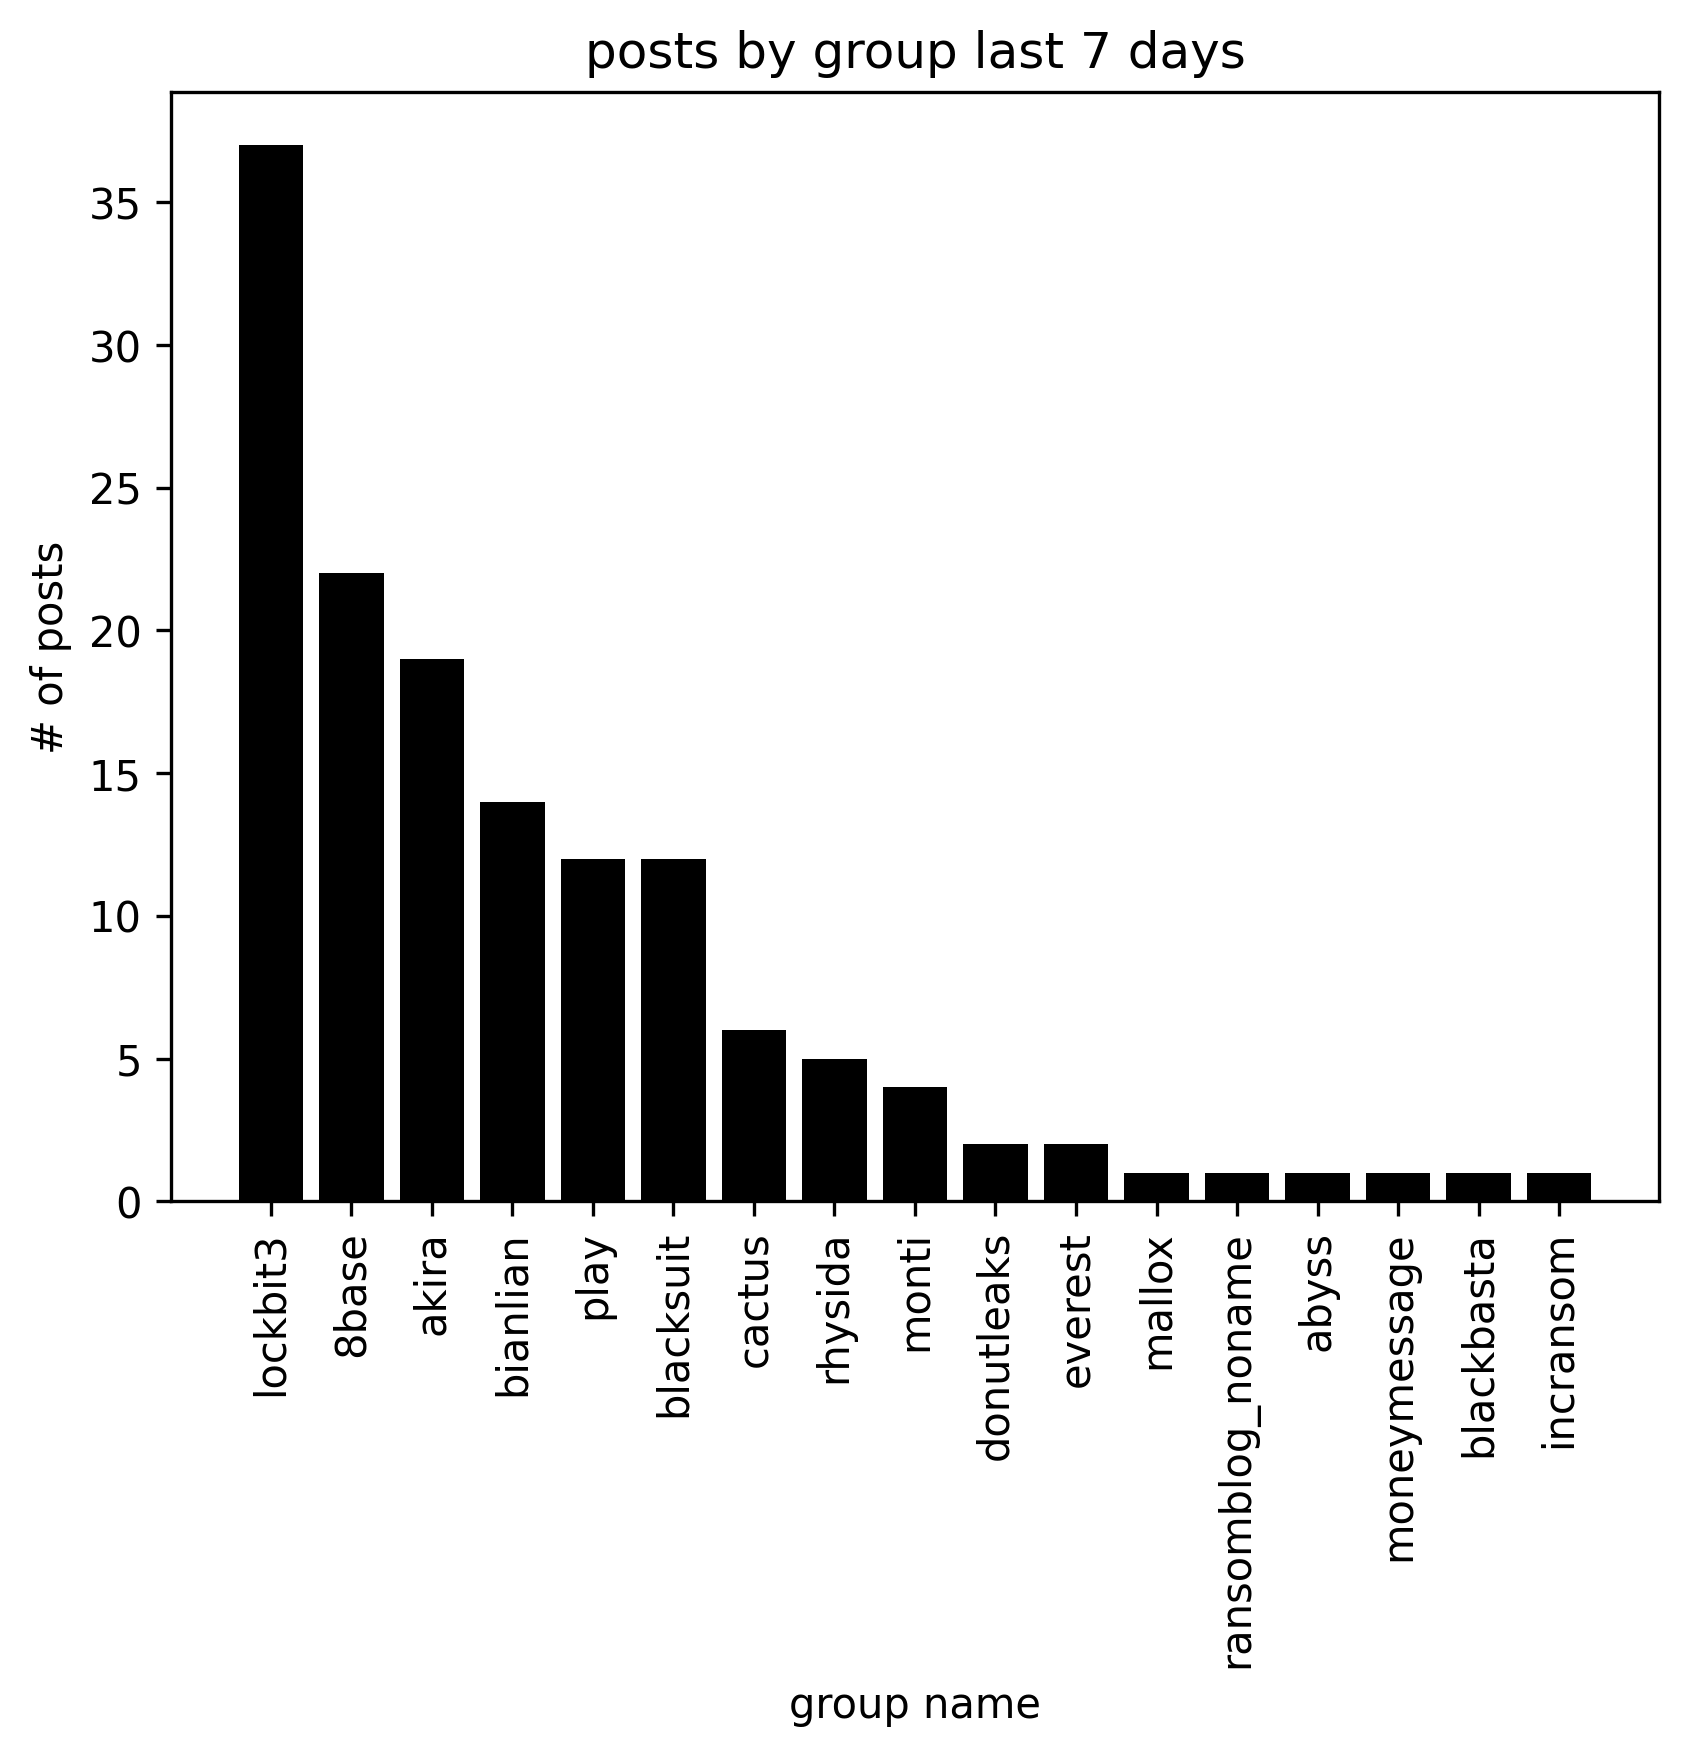 posts by group last 7 days
35
30
25
20
15
10
5
0
# of posts
lockbit3
8base
akira
bianlian
play
blacksuit
cactus
rhysida
monti
donutleaks
everest
mallox
ransomblog_noname
abyss
moneymessage
blackbasta
incransom
group name